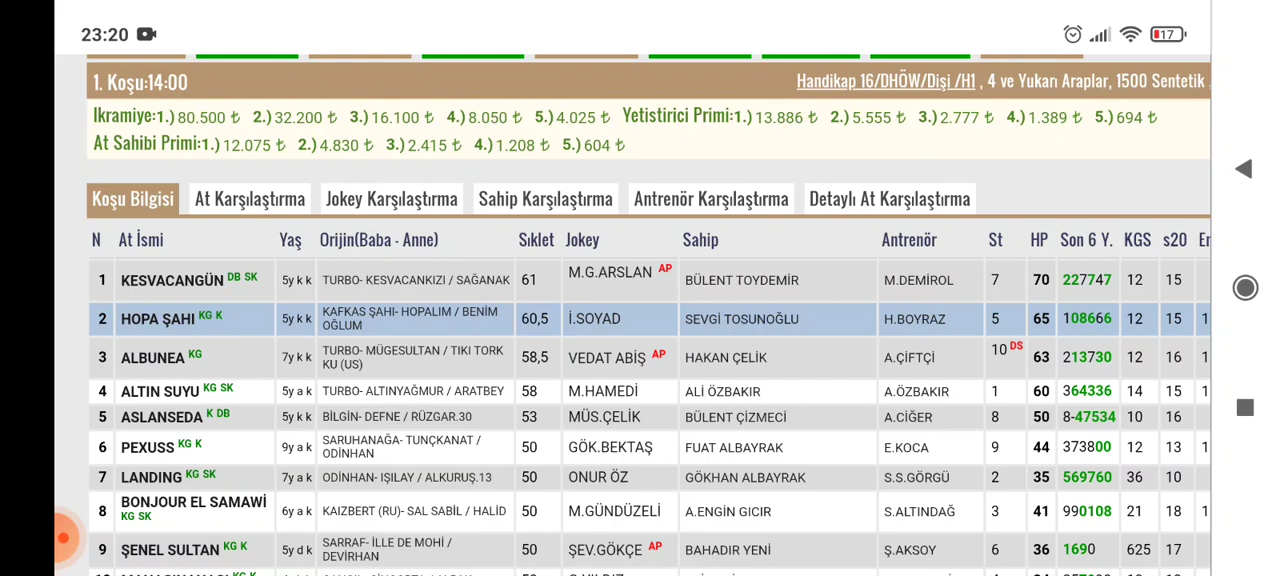 23:20 17
1. Koşu:14:00 Handikap 16/DHÖW/Dişi /H1 , 4 ve Yukarı Araplar, 1500 Sentetik
Ikramiye:1.) 80.500 ₺ 2.) 32.200 ₺ 3.) 16.100 ₺ 4.) 8.050 ₺ 5.) 4.025 ₺ Yetistirici Primi:1.) 13.886 ₺ 2.) 5.555 ₺ 3.) 2.777 ₺ 4.) 1.389 ₺ 5.) 694 ₺
At Sahibi Primi:1.) 12.075 ₺ 2.) 4.830 ₺ 3.) 2.415 ₺ 4.) 1.208 ₺ 5.) 604 ₺
Koşu Bilgisi At Karşılaştırma Jokey Karşılaştırma Sahip Karşılaştırma Antrenör Karşılaştırma Detaylı At Karşılaştırma
N At İsmi Yaş Orijin(Baba - Anne) Sıklet Jokey Sahip Antrenör St HP Son 6 Y. KGS s20
1 KESVACANGÜN DB SK 5y k k TURBO- KESVACANKIZI / SAĞANAK 61 M.G.ARSLAN AP BÜLENT TOYDEMİR M.DEMİROL 7 70 227747 12 15
2 HOPA ŞAHI KG K 5y k k KAFKAS ŞAHI- HOPALIM / BENİM OĞLUM 60,5 İ.SOYAD SEVGİ TOSUNOĞLU H.BOYRAZ 5 65 108666 12 15 1
3 ALBUNEA KG 7y k k TURBO- MÜGESULTAN / TIKI TORK KU (US) 58,5 VEDAT ABİŞ AP HAKAN ÇELİK A.ÇİFTÇİ 10 DS 63 213730 12 16 1
4 ALTIN SUYU KG SK 5y a k TURBO- ALTINYAĞMUR / ARATBEY 58 M.HAMEDİ ALİ ÖZBAKIR A.ÖZBAKIR 1 60 364336 14 15 1
5 ASLANSEDA K DB 5y k k BİLGİN- DEFNE / RÜZGAR.30 53 MÜS.ÇELİK BÜLENT ÇİZMECİ A.CİĞER 8 50 8-47534 10 16
6 PEXUSS KG K 9y a k SARUHANAĞA- TUNÇKANAT / ODİNHAN 50 GÖK.BEKTAŞ FUAT ALBAYRAK E.KOCA 9 44 373800 12 13 1
7 LANDING KG SK 7y a k ODİNHAN- IŞILAY / ALKURUŞ.13 50 ONUR ÖZ GÖKHAN ALBAYRAK S.S.GÖRGÜ 2 35 569760 36 10
8 BONJOUR EL SAMAWİ KG SK 6y a k KAIZBERT (RU)- SAL SABİL / HALİD 50 M.GÜNDÜZELİ A.ENGİN GICIR S.ALTINDAĞ 3 41 990108 21 18 1
9 ŞENEL SULTAN KG K 5y d k SARRAF- İLLE DE MOHİ / DEVİRHAN 50 ŞEV.GÖKÇE AP BAHADIR YENİ Ş.AKSOY 6 36 1690 625 17